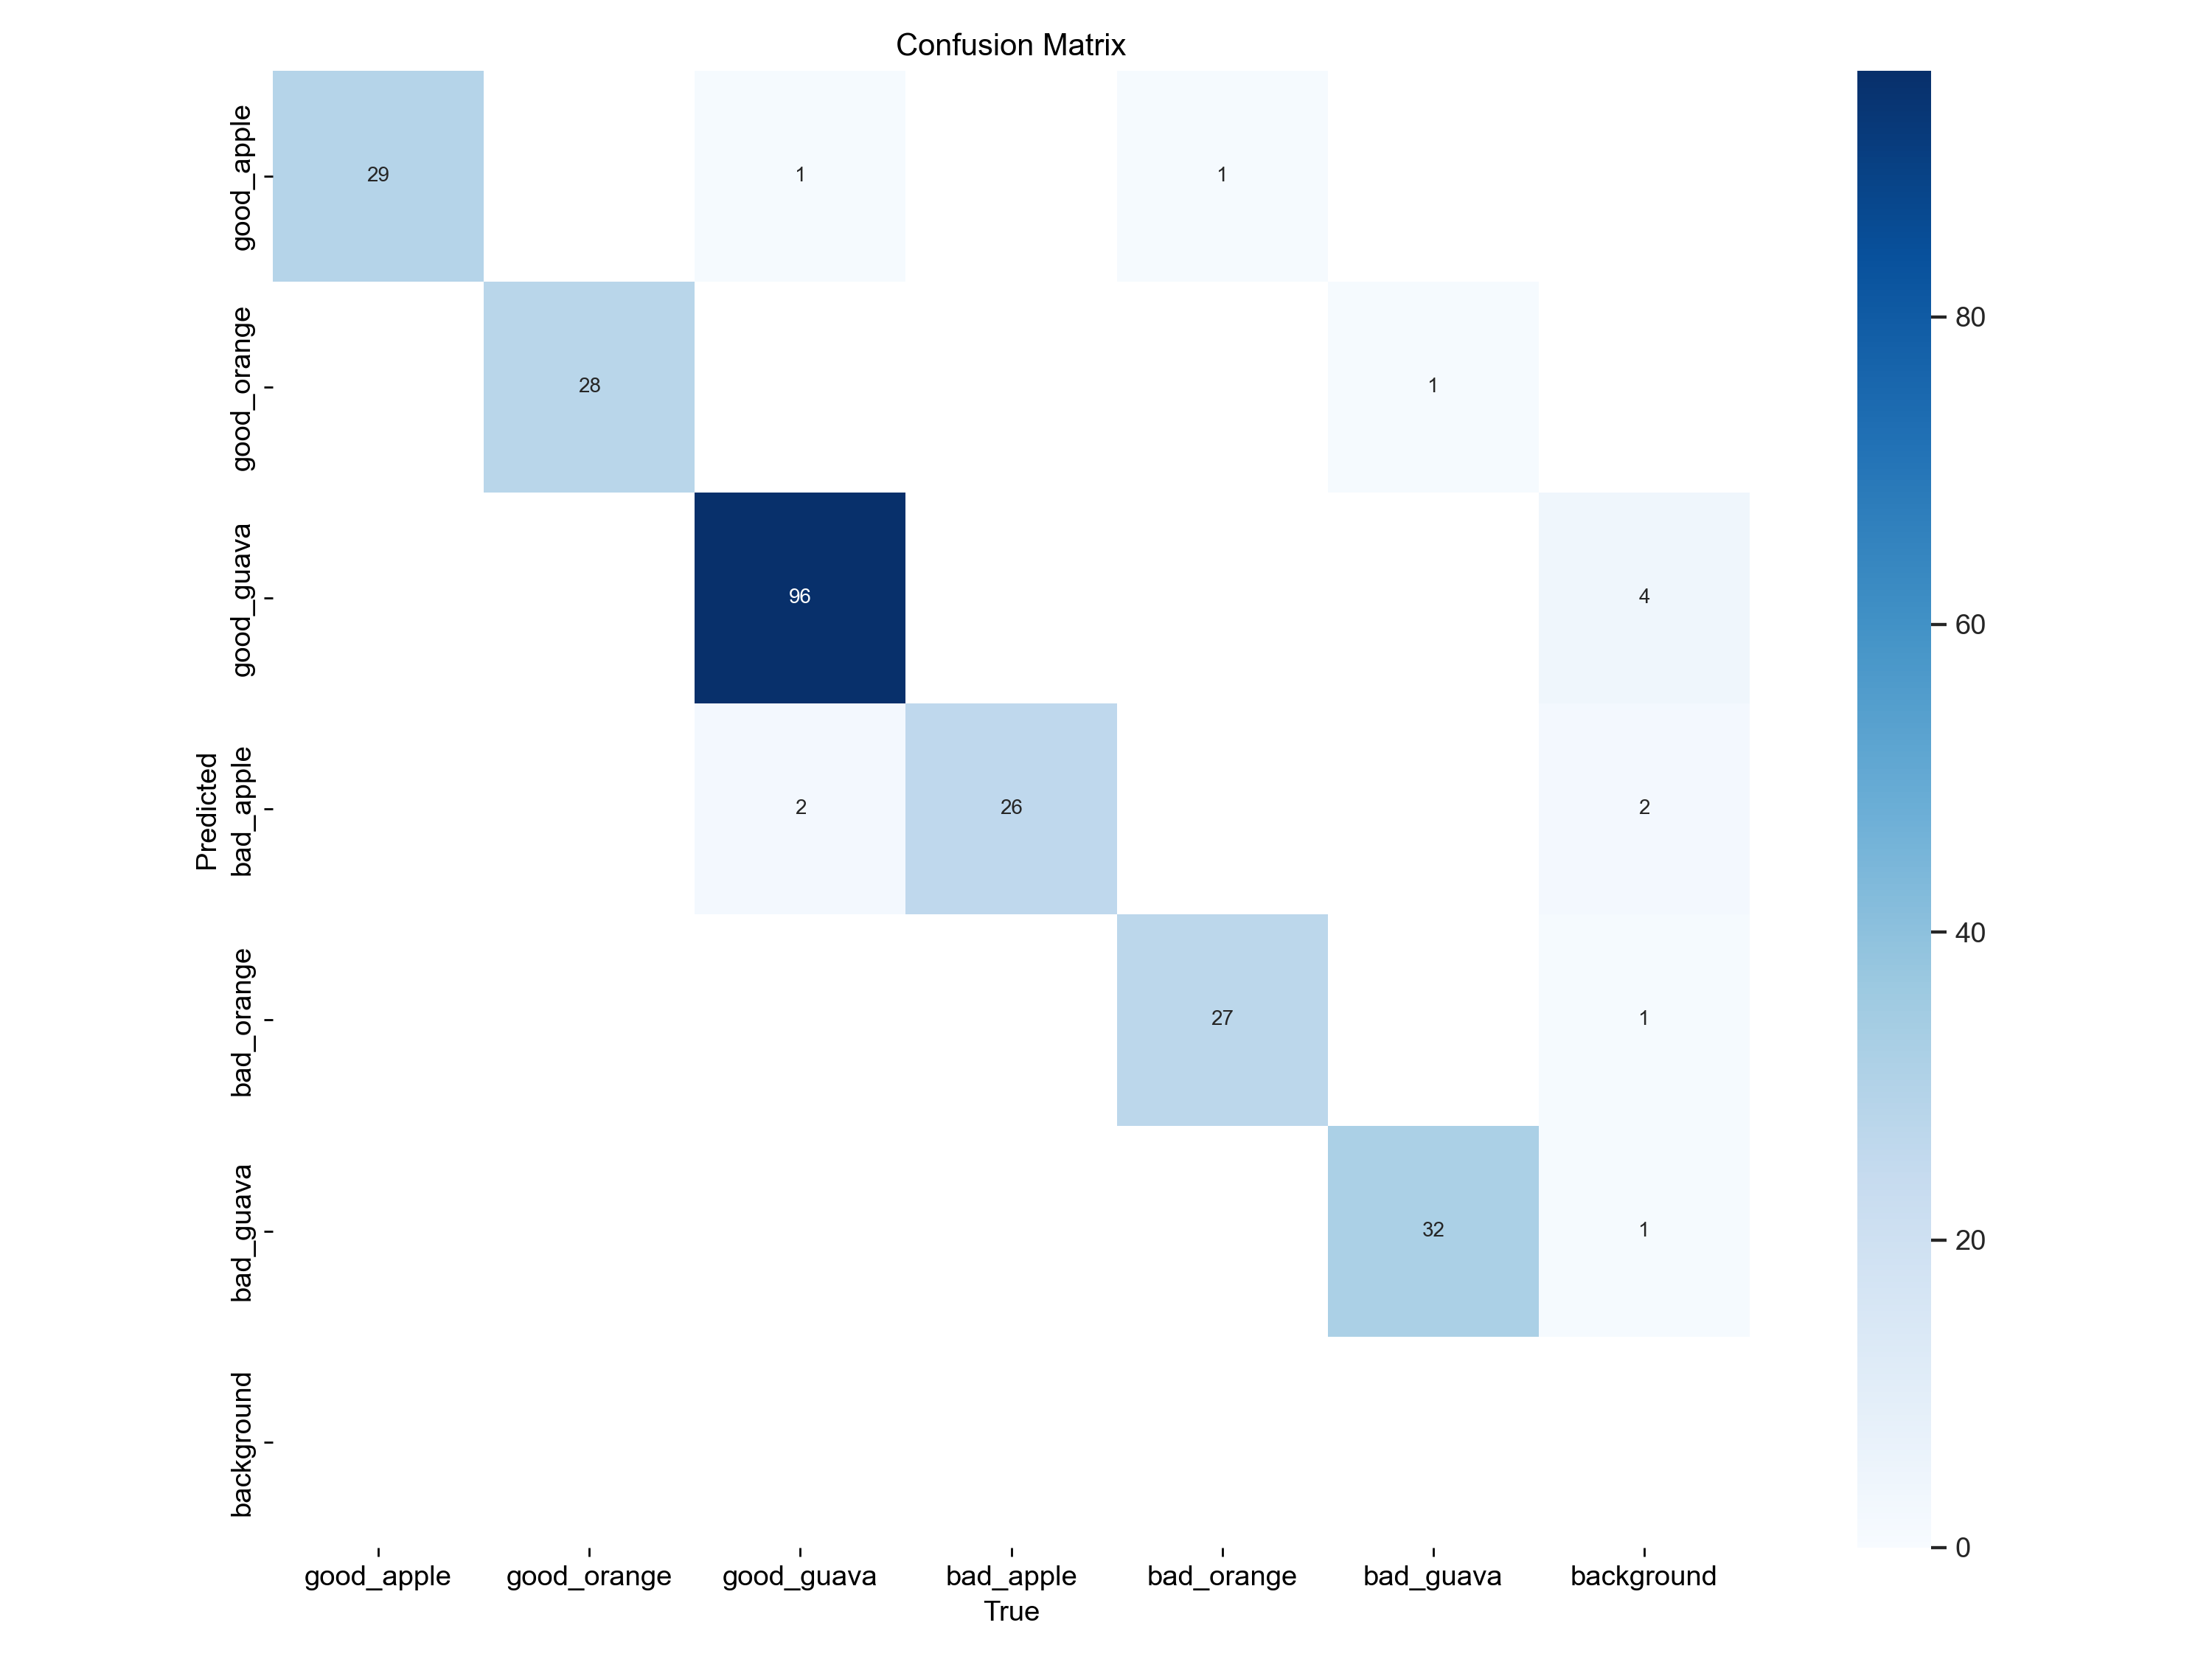 Confusion Matrix
good_apple
29
1
1
good_orange
28
1
80
good_guava
96
4
60
Predicted
bad_apple
2
26
2
40
bad_orange
27
1
bad_guava
32
1
20
background
0
good_apple good_orange good_guava bad_apple bad_orange bad_guava background
True